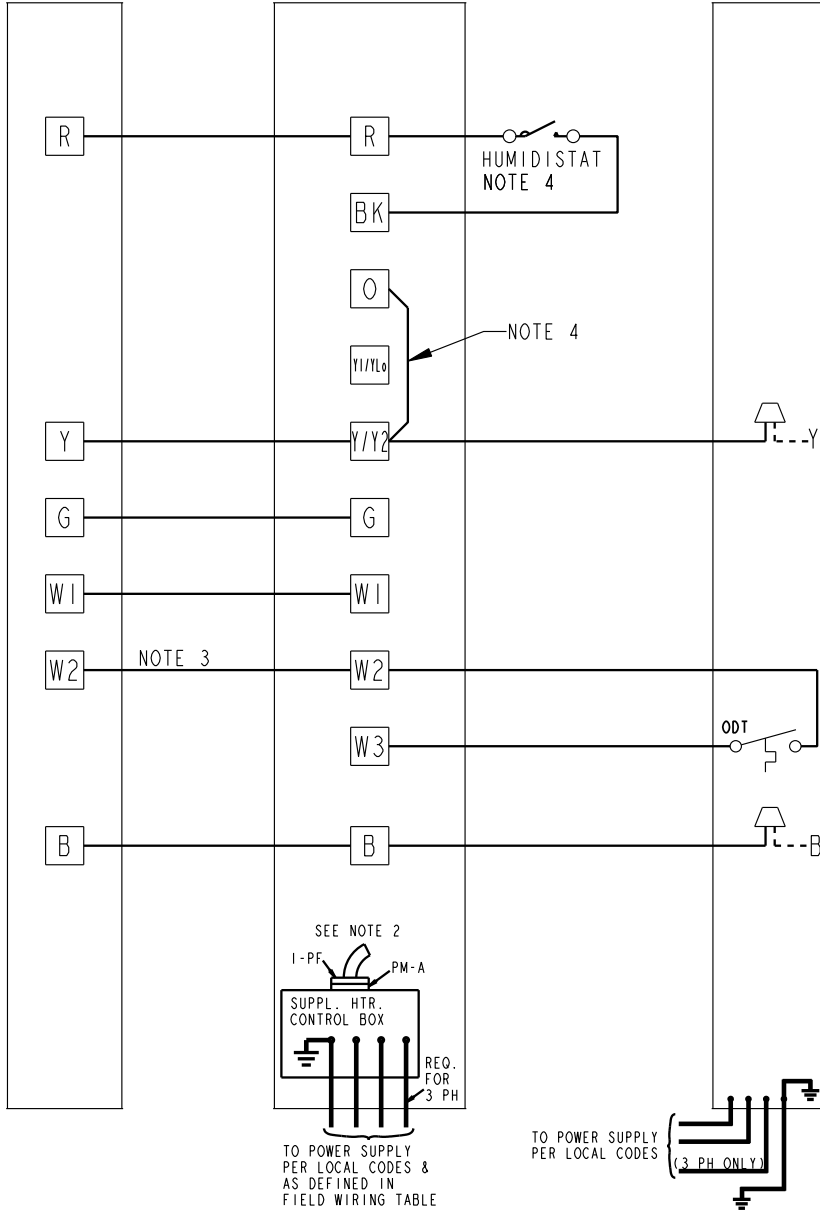 R
R
HUMIDISTAT
NOTE 4
BK
O
NOTE 4
Y1/YLo
Y
Y/Y2
Y
G
G
W1
W1
W2
NOTE 3
W2
ODT
W3
B
B
B
SEE NOTE 2
1-PF
PM-A
SUPPL. HTR.
CONTROL BOX
REQ.
FOR
3 PH
TO POWER SUPPLY
PER LOCAL CODES &
AS DEFINED IN
FIELD WIRING TABLE
TO POWER SUPPLY
PER LOCAL CODES
(3 PH ONLY)